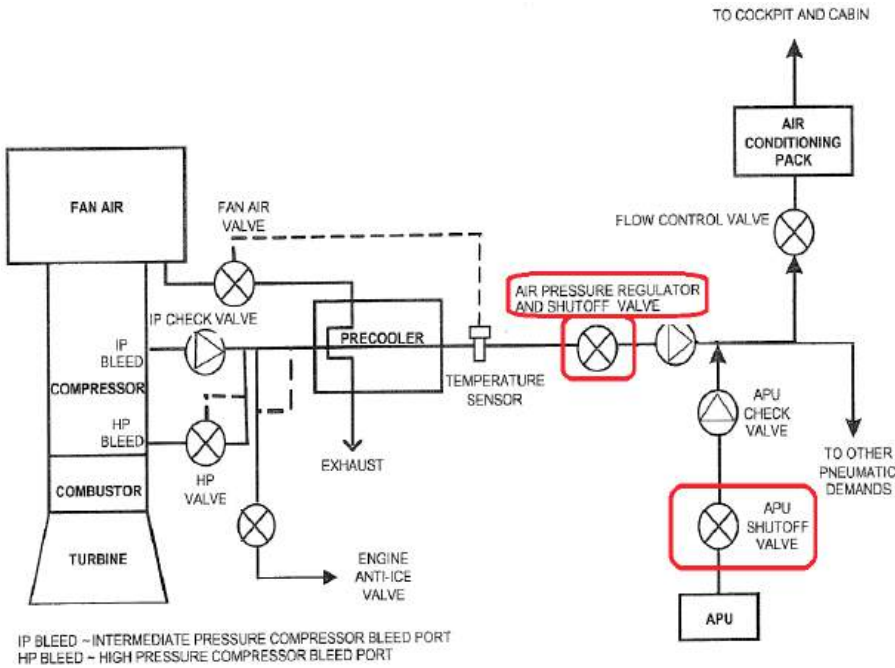 TO COCKPIT AND CABIN
AIR
CONDITIONING
PACK
FAN AIR
FAN AIR
VALVE
FLOW CONTROL VALVE
AIR PRESSURE REGULATOR
AND SHUTOFF VALVE
IP CHECK VALVE
IP
BLEED
PRECOOLER
COMPRESSOR
TEMPERATURE
SENSOR
APU
CHECK
VALVE
HP
BLEED
HP
VALVE
EXHAUST
TO OTHER
PNEUMATIC
DEMANDS
COMBUSTOR
APU
SHUTOFF
VALVE
TURBINE
ENGINE
ANTI-ICE
VALVE
APU
IP BLEED ~ INTERMEDIATE PRESSURE COMPRESSOR BLEED PORT
HP BLEED ~ HIGH PRESSURE COMPRESSOR BLEED PORT